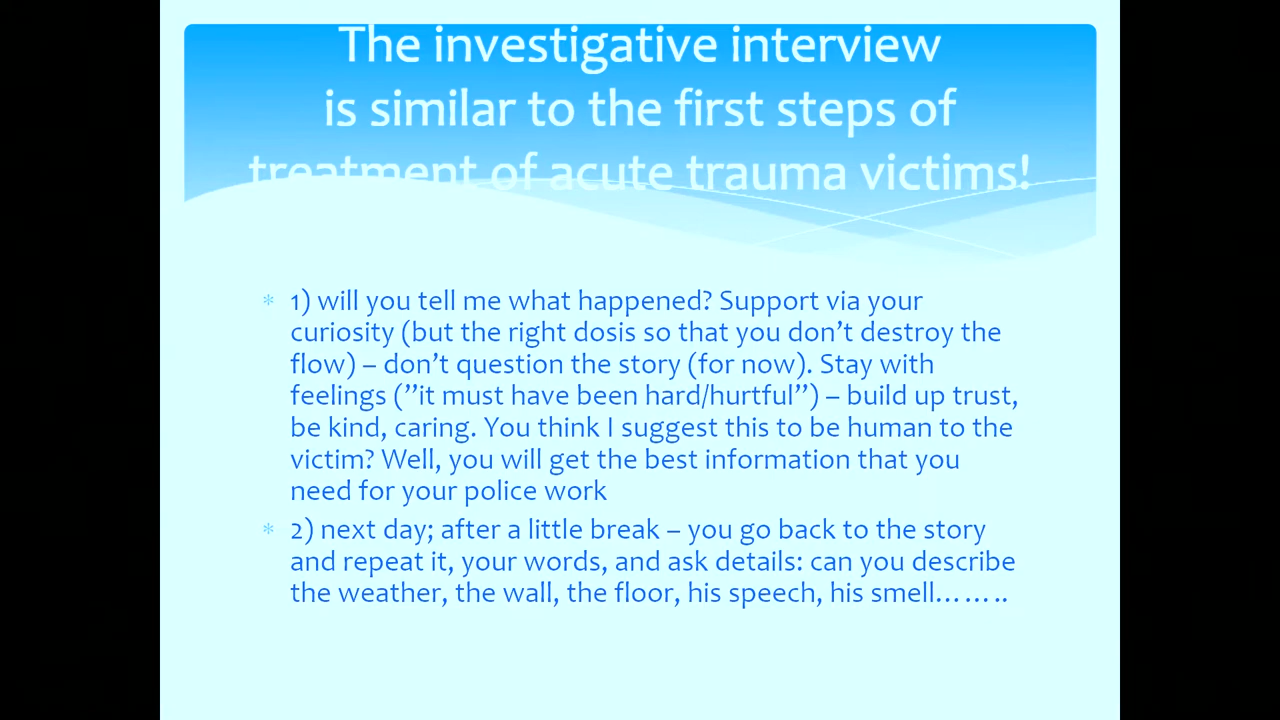 The investigative interview
is similar to the first steps of
treatment of acute trauma victims!
* 1) will you tell me what happened? Support via your
curiosity (but the right dosis so that you don’t destroy the
flow) – don’t question the story (for now). Stay with
feelings (”it must have been hard/hurtful”) – build up trust,
be kind, caring. You think I suggest this to be human to the
victim? Well, you will get the best information that you
need for your police work
* 2) next day; after a little break – you go back to the story
and repeat it, your words, and ask details: can you describe
the weather, the wall, the floor, his speech, his smell……..